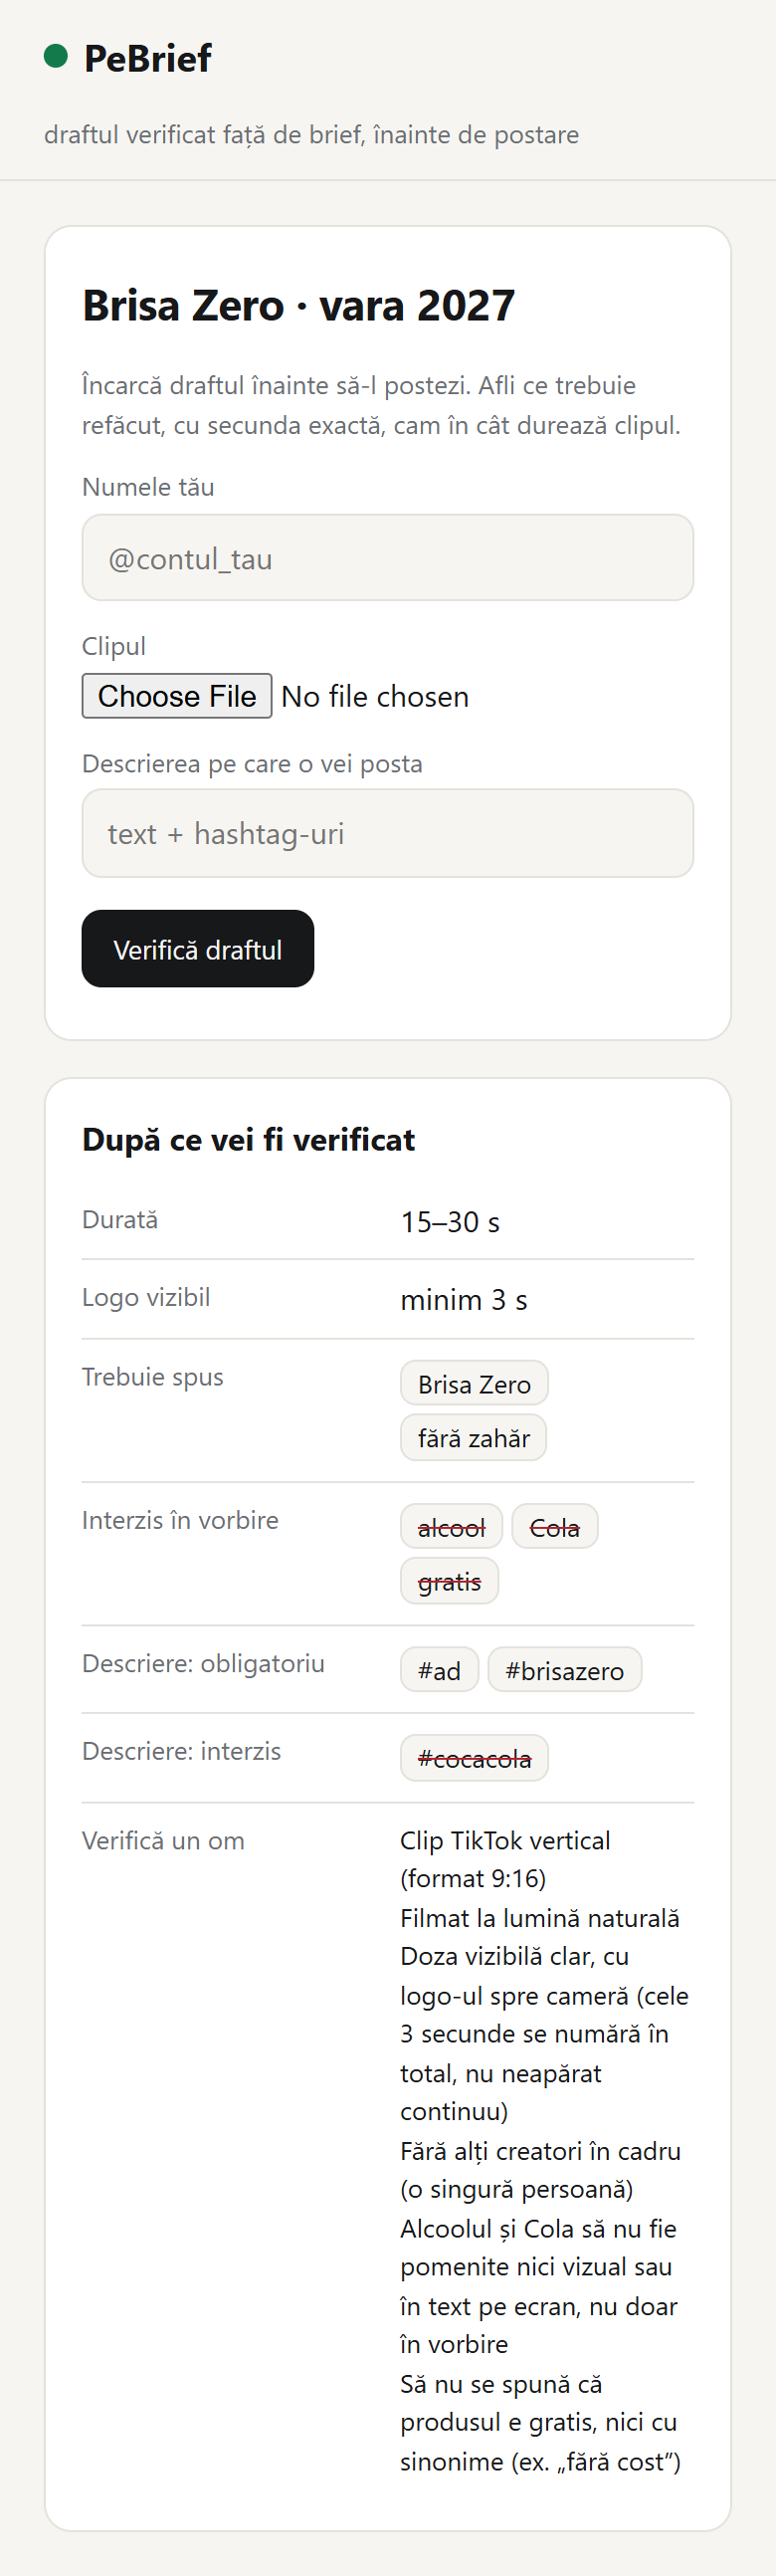 PeBrief
draftul verificat față de brief, înainte de postare
Brisa Zero · vara 2027
Încarcă draftul înainte să-l postezi. Afli ce trebuie
refăcut, cu secunda exactă, cam în cât durează clipul.
Numele tău
@contul_tau
Clipul
Choose File No file chosen
Descrierea pe care o vei posta
text + hashtag-uri
Verifică draftul
După ce vei fi verificat
Durată 15–30 s
Logo vizibil minim 3 s
Trebuie spus Brisa Zero
fără zahăr
Interzis în vorbire alcool Cola
gratis
Descriere: obligatoriu #ad #brisazero
Descriere: interzis #cocacola
Verifică un om Clip TikTok vertical
(format 9:16)
Filmat la lumină naturală
Doza vizibilă clar, cu
logo-ul spre cameră (cele
3 secunde se numără în
total, nu neapărat
continuu)
Fără alți creatori în cadru
(o singură persoană)
Alcoolul și Cola să nu fie
pomenite nici vizual sau
în text pe ecran, nu doar
în vorbire
Să nu se spună că
produsul e gratis, nici cu
sinonime (ex. „fără cost”)